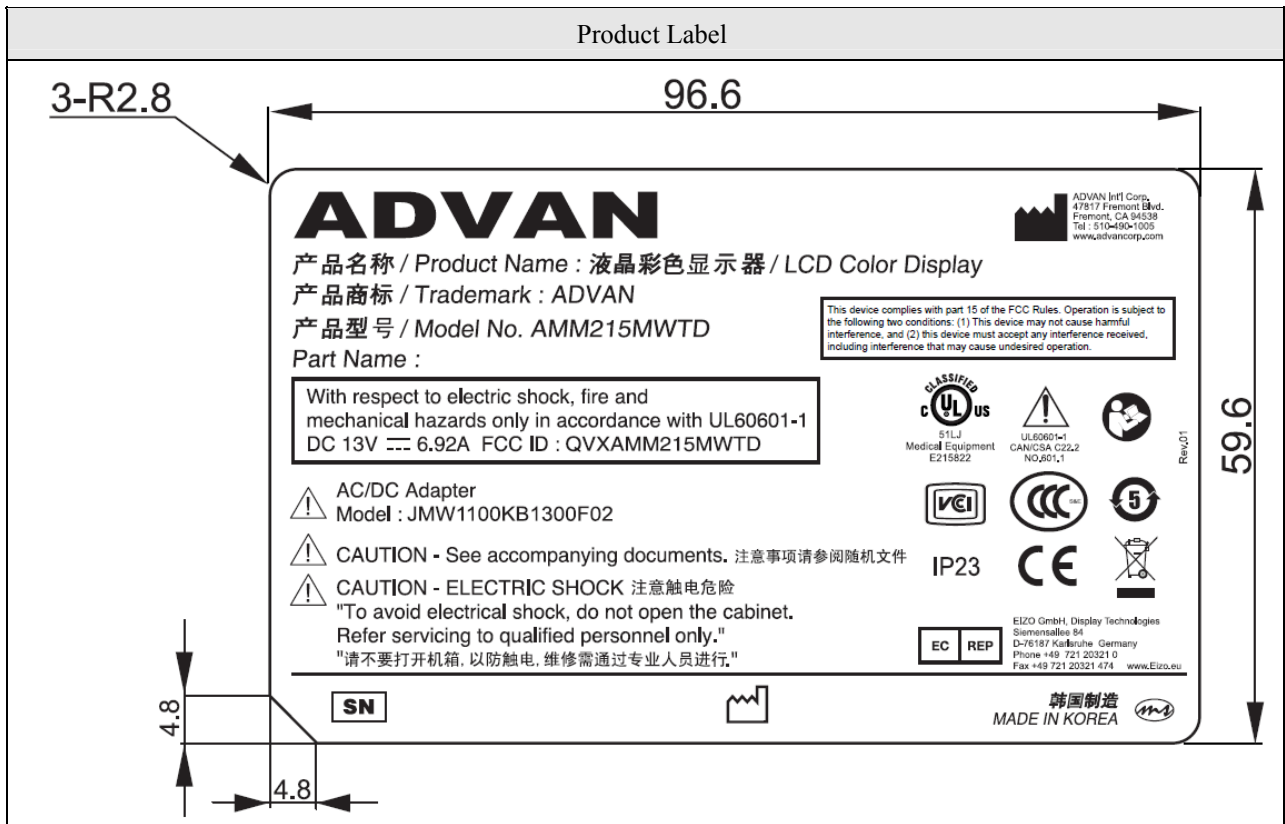 Product Label
3-R2.8
96.6
ADVAN
ADVAN Int'l Corp.
47817 Fremont Blvd.
Fremont, CA 94538
Tel : 510-490-1005
www.advancorp.com
产品名称 / Product Name : 液晶彩色显示器 / LCD Color Display
产品商标 / Trademark : ADVAN
产品型号 / Model No. AMM215MWTD
Part Name :
This device complies with part 15 of the FCC Rules. Operation is subject to
the following two conditions: (1) This device may not cause harmful
interference, and (2) this device must accept any interference received,
including interference that may cause undesired operation.
With respect to electric shock, fire and
mechanical hazards only in accordance with UL60601-1
DC 13V 6.92A FCC ID : QVXAMM215MWTD
CLASSIFIED
C UL US
51LJ
Medical Equipment
E215822
UL60601-1
CAN/CSA C22.2
NO.601.1
Rev.01
59.6
AC/DC Adapter
Model : JMW1100KB1300F02
VCI
CCC S&E
5
CAUTION - See accompanying documents. 注意事项请参阅随机文件
IP23
CE
CAUTION - ELECTRIC SHOCK 注意触电危险
"To avoid electrical shock, do not open the cabinet.
Refer servicing to qualified personnel only."
"请不要打开机箱, 以防触电, 维修需通过专业人员进行."
EC REP
EIZO GmbH, Display Technologies
Siemensallee 84
D-76187 Karlsruhe Germany
Phone +49 721 20321 0
Fax +49 721 20321 474 www.Eizo.eu
4.8
4.8
SN
韩国制造
MADE IN KOREA